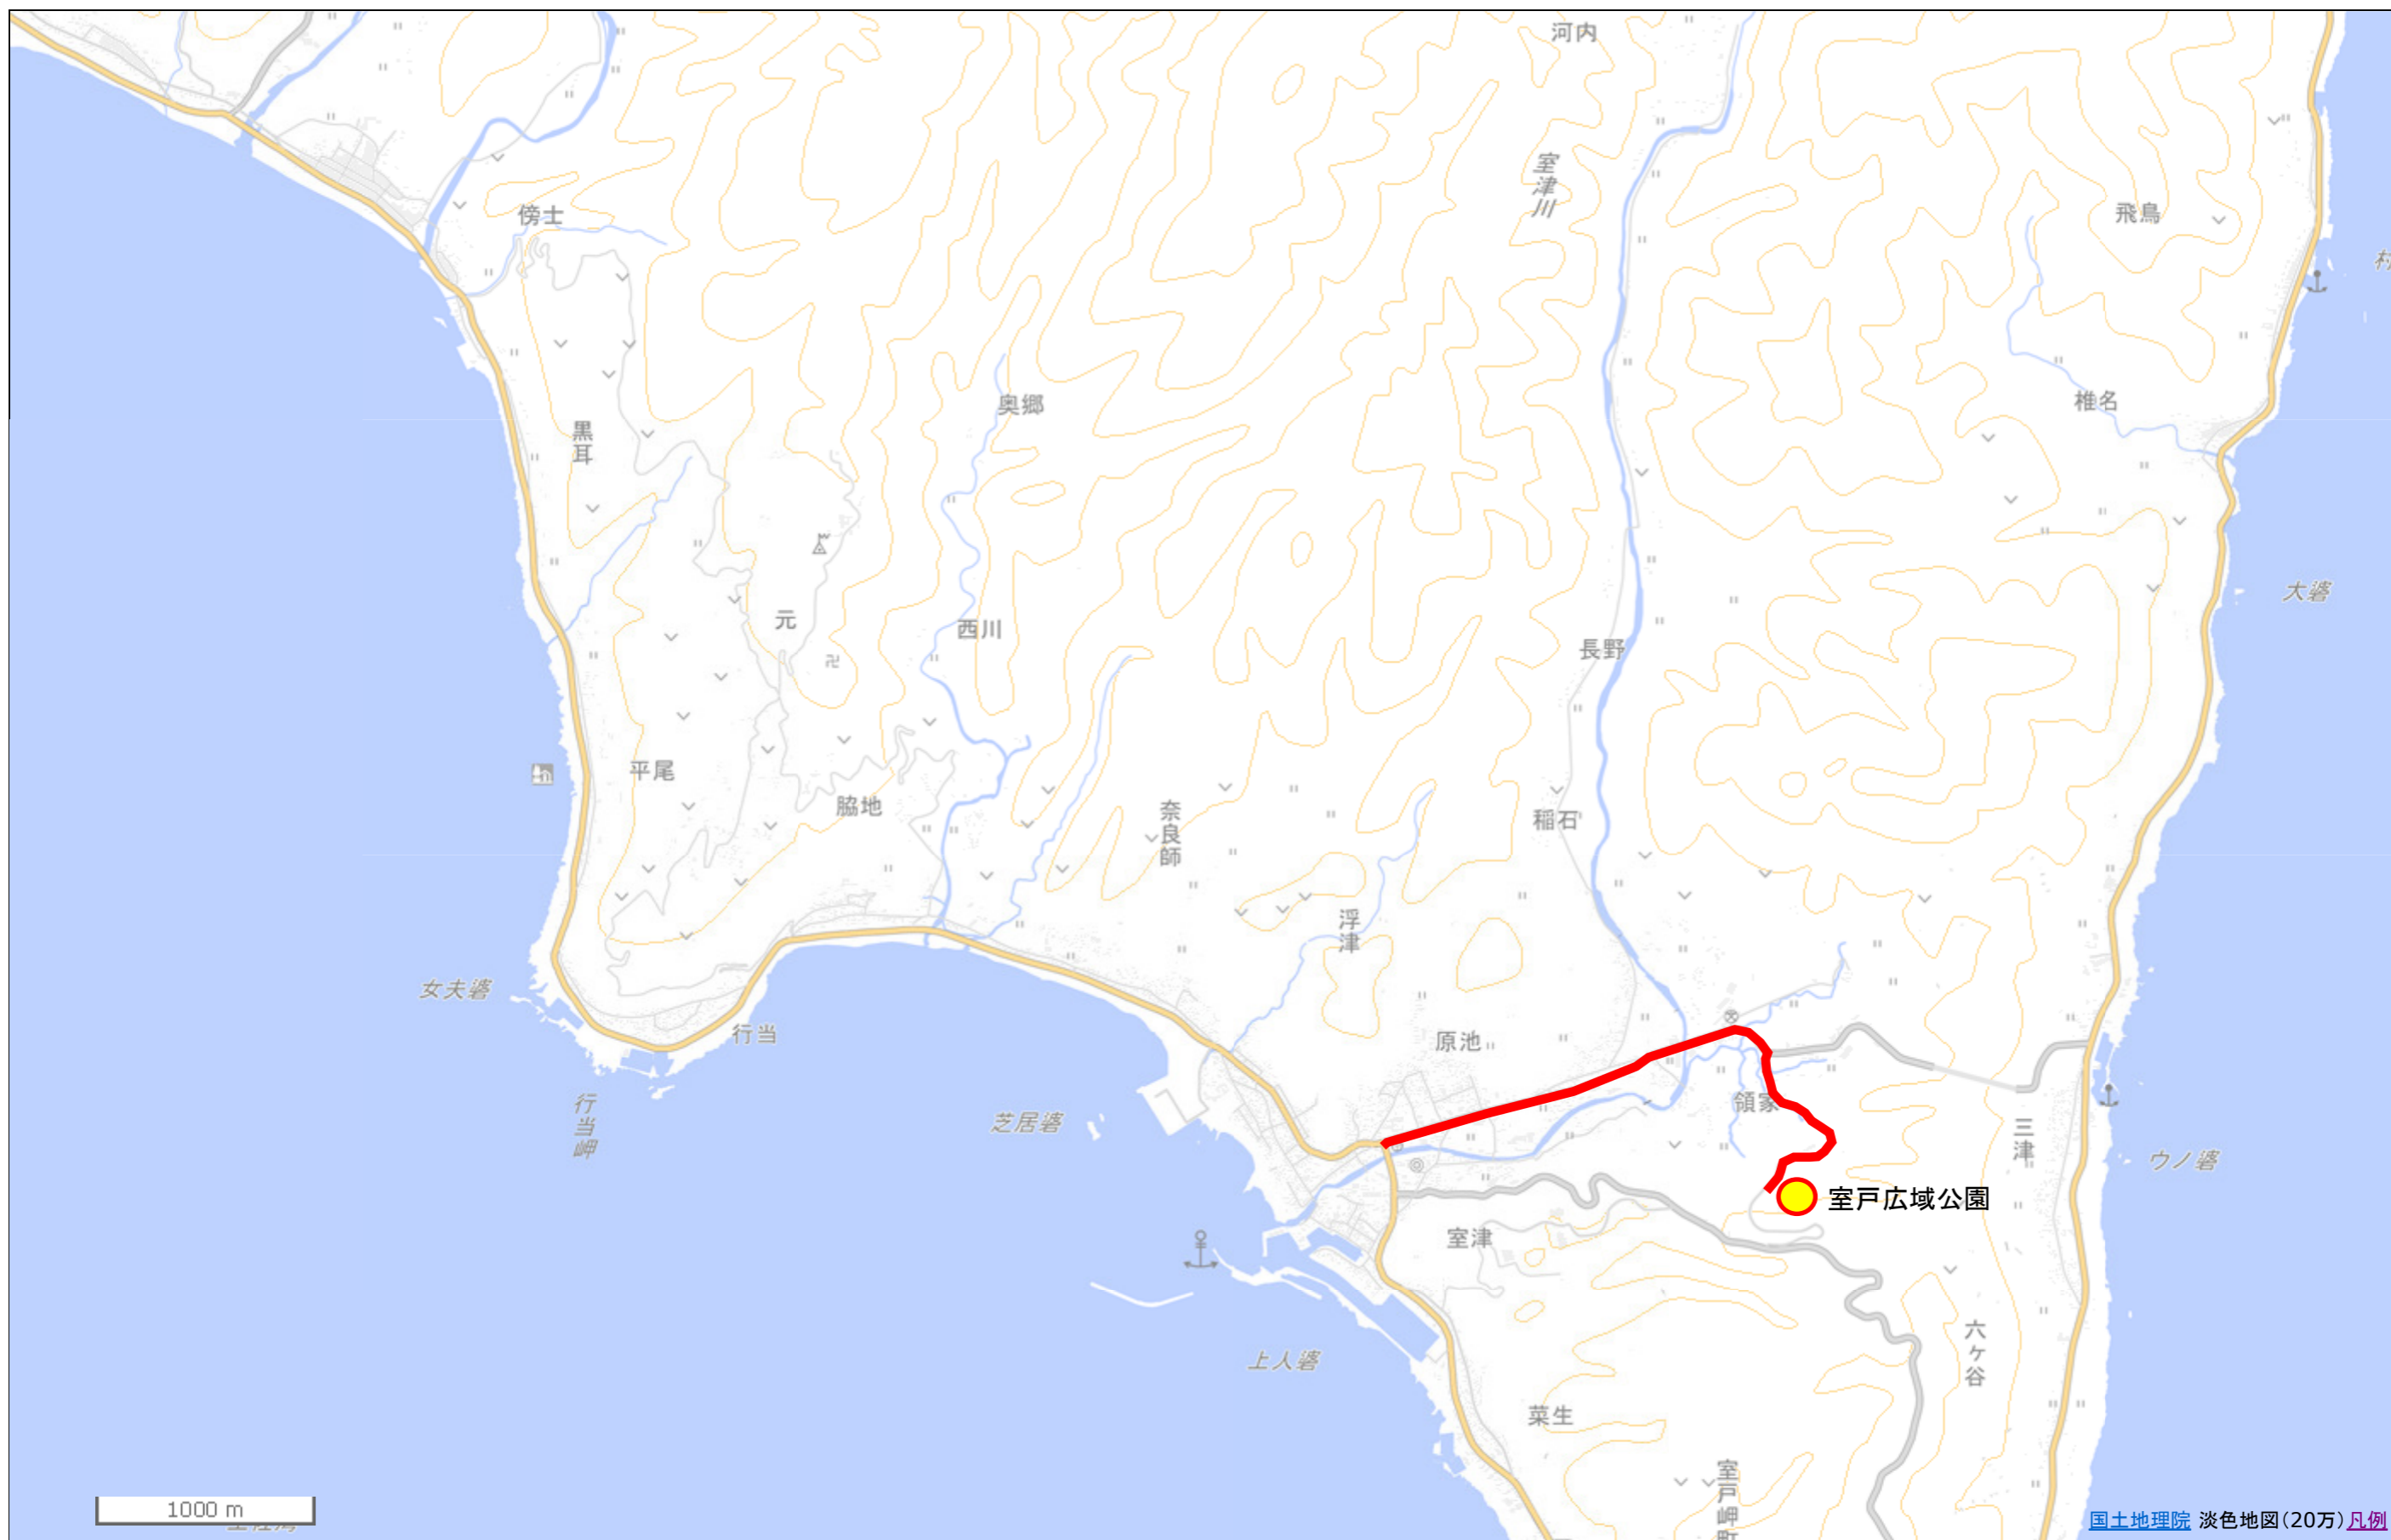 河内
室津川
傍士
飛鳥
奥郷
椎名
黒耳
大碆
元
西川
長野
平尾
脇地
奈良師
稲石
浮津
女夫碆
行当
原池
行当岬
芝居碆
領家
三津
ウノ碆
室戸広域公園
室津
六ケ谷
上人碆
菜生
室戸岬町
1000 m
国土地理院 淡色地図(20万)凡例